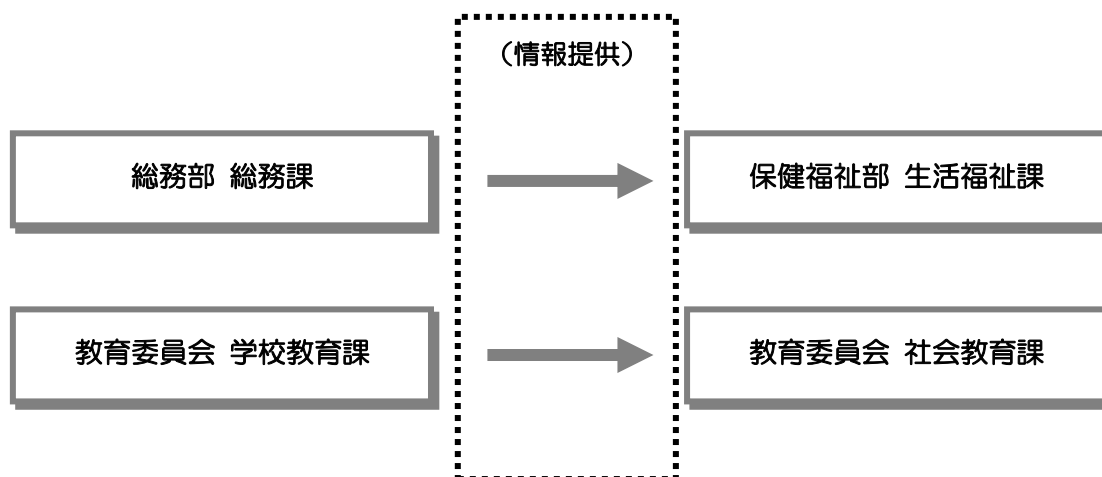 （情報提供）
総務部 総務課
保健福祉部 生活福祉課
教育委員会 学校教育課
教育委員会 社会教育課